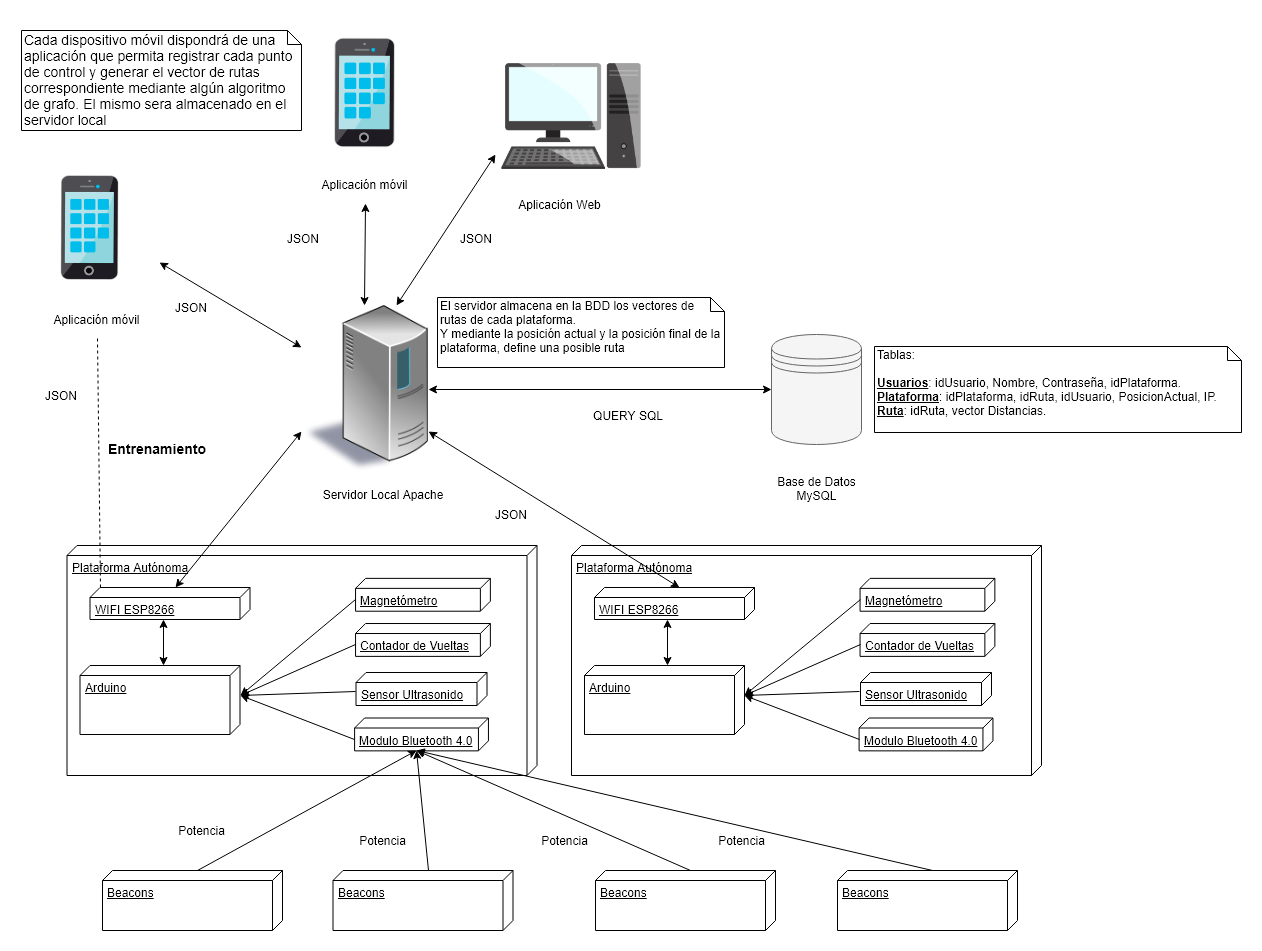 Cada dispositivo móvil dispondrá de una
aplicación que permita registrar cada punto
de control y generar el vector de rutas
correspondiente mediante algún algoritmo
de grafo. El mismo sera almacenado en el
servidor local
Aplicación móvil
Aplicación Web
JSON
JSON
JSON
Aplicación móvil
El servidor almacena en la BDD los vectores de
rutas de cada plataforma.
Y mediante la posición actual y la posición final de la
plataforma, define una posible ruta
Tablas:
Usuarios: idUsuario, Nombre, Contraseña, idPlataforma.
Plataforma: idPlataforma, idRuta, idUsuario, PosicionActual, IP.
Ruta: idRuta, vector Distancias.
JSON
QUERY SQL
Entrenamiento
Servidor Local Apache
Base de Datos
MySQL
JSON
Plataforma Autónoma
WIFI ESP8266
Arduino
Magnetómetro
Contador de Vueltas
Sensor Ultrasonido
Modulo Bluetooth 4.0
Plataforma Autónoma
WIFI ESP8266
Arduino
Magnetómetro
Contador de Vueltas
Sensor Ultrasonido
Modulo Bluetooth 4.0
Potencia
Potencia
Potencia
Potencia
Beacons
Beacons
Beacons
Beacons